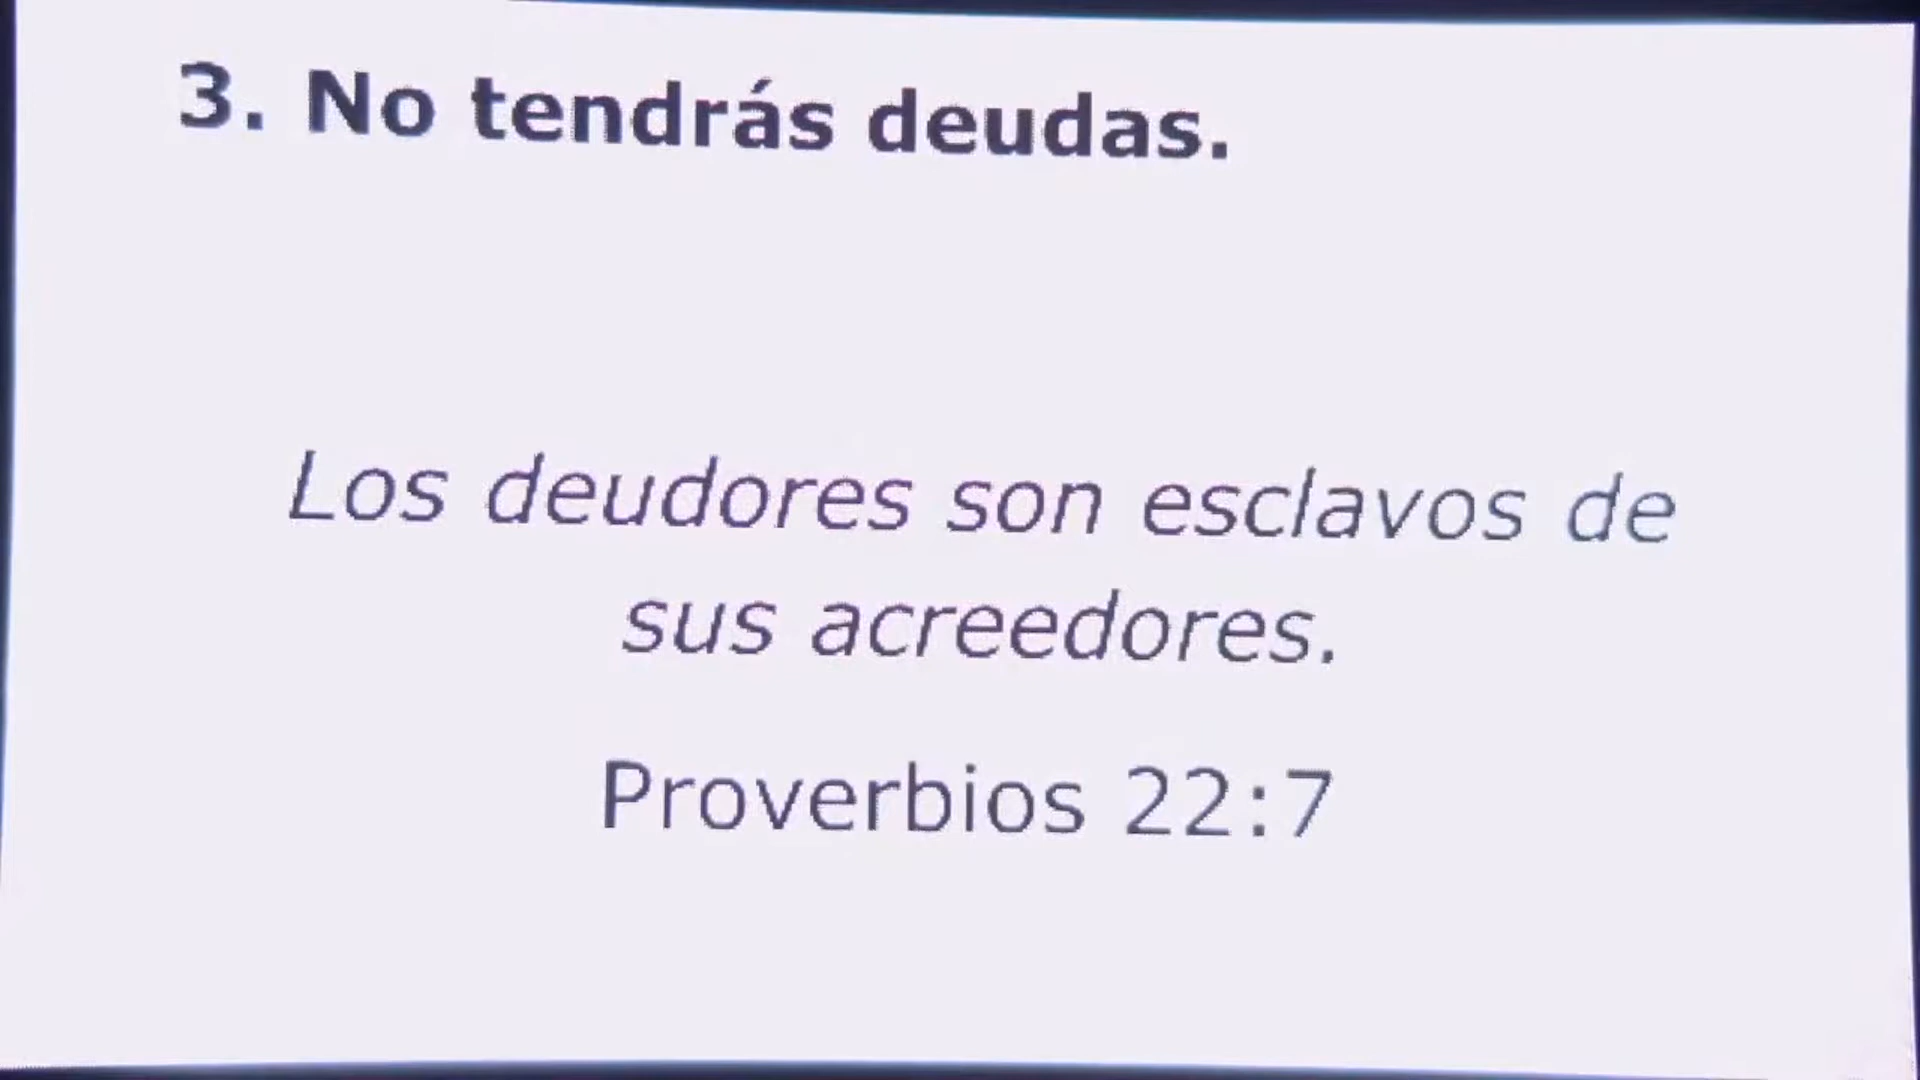 3. No tendrás deudas.
Los deudores son esclavos de
sus acreedores.
Proverbios 22:7